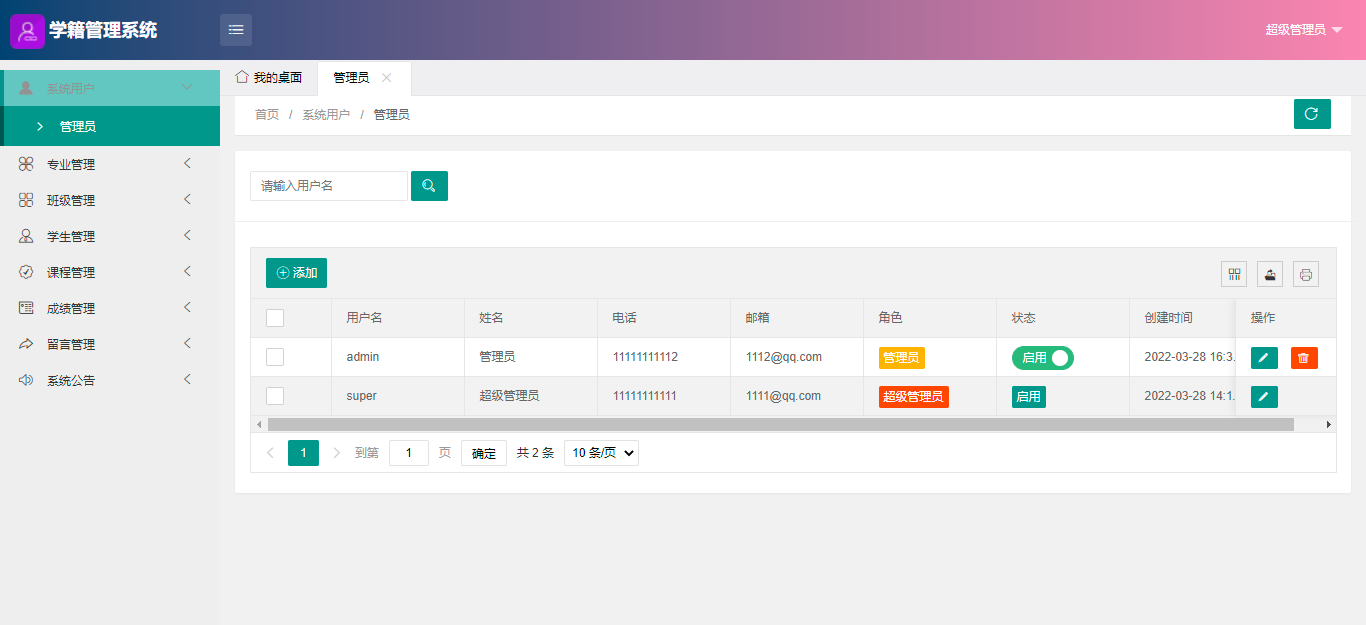 学籍管理系统
超级管理员
系统用户
管理员
专业管理
班级管理
学生管理
课程管理
成绩管理
留言管理
系统公告
我的桌面 管理员
首页 / 系统用户 / 管理员
请输入用户名
添加
用户名 姓名 电话 邮箱 角色 状态 创建时间 操作
admin 管理员 11111111112 1112@qq.com 管理员 启用 2022-03-28 16:3.
super 超级管理员 11111111111 1111@qq.com 超级管理员 启用 2022-03-28 14:1.
1 到第 1 页 确定 共 2 条 10 条/页